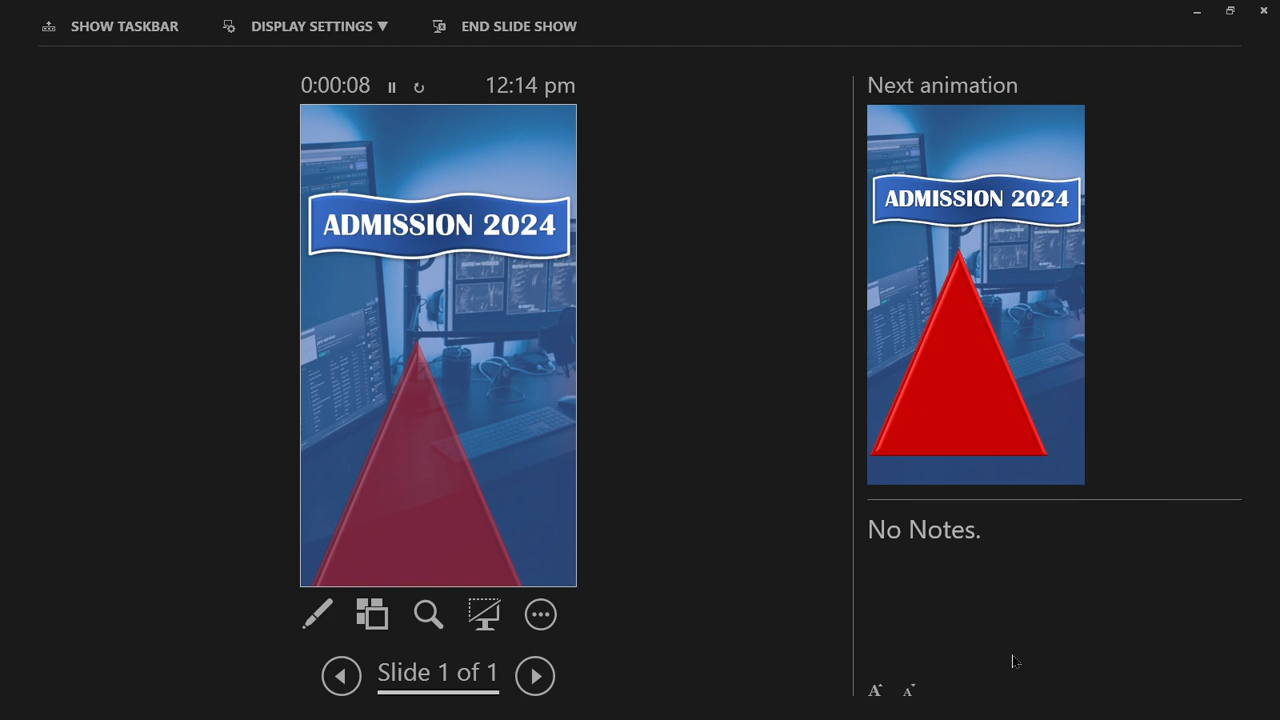 SHOW TASKBAR DISPLAY SETTINGS ▼ END SLIDE SHOW
0:00:08 12:14 pm
ADMISSION 2024
Slide 1 of 1
Next animation
ADMISSION 2024
No Notes.
A A